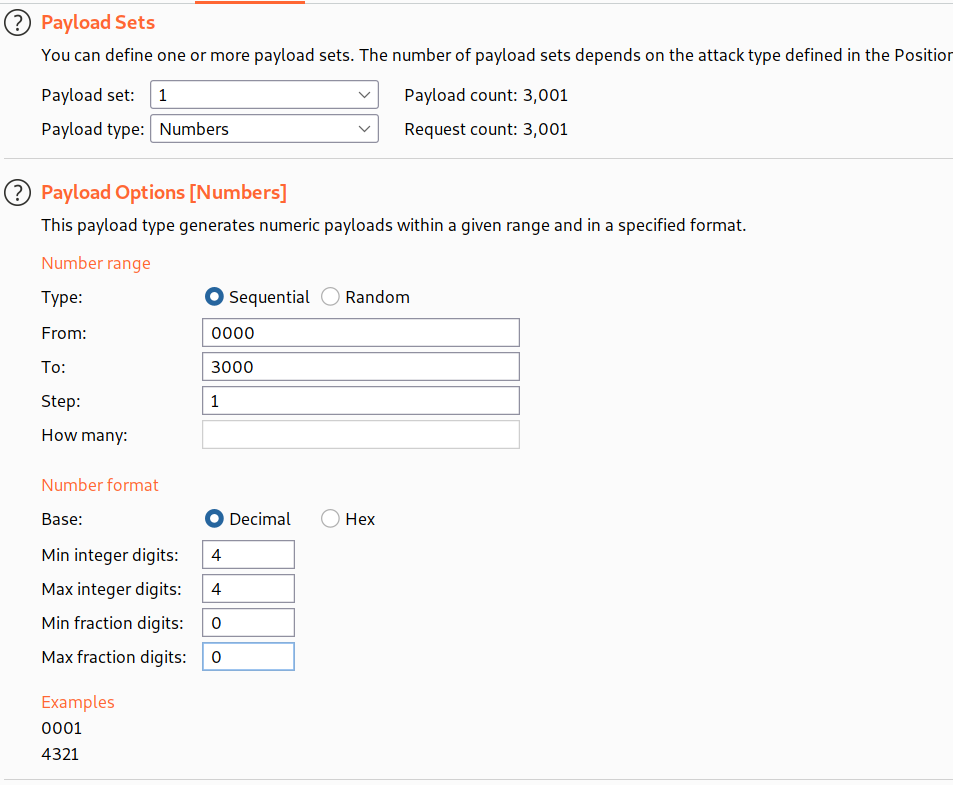 ? Payload Sets
You can define one or more payload sets. The number of payload sets depends on the attack type defined in the Position
Payload set: 1 Payload count: 3,001
Payload type: Numbers Request count: 3,001
? Payload Options [Numbers]
This payload type generates numeric payloads within a given range and in a specified format.
Number range
Type: Sequential Random
From: 0000
To: 3000
Step: 1
How many:
Number format
Base: Decimal Hex
Min integer digits: 4
Max integer digits: 4
Min fraction digits: 0
Max fraction digits: 0
Examples
0001
4321